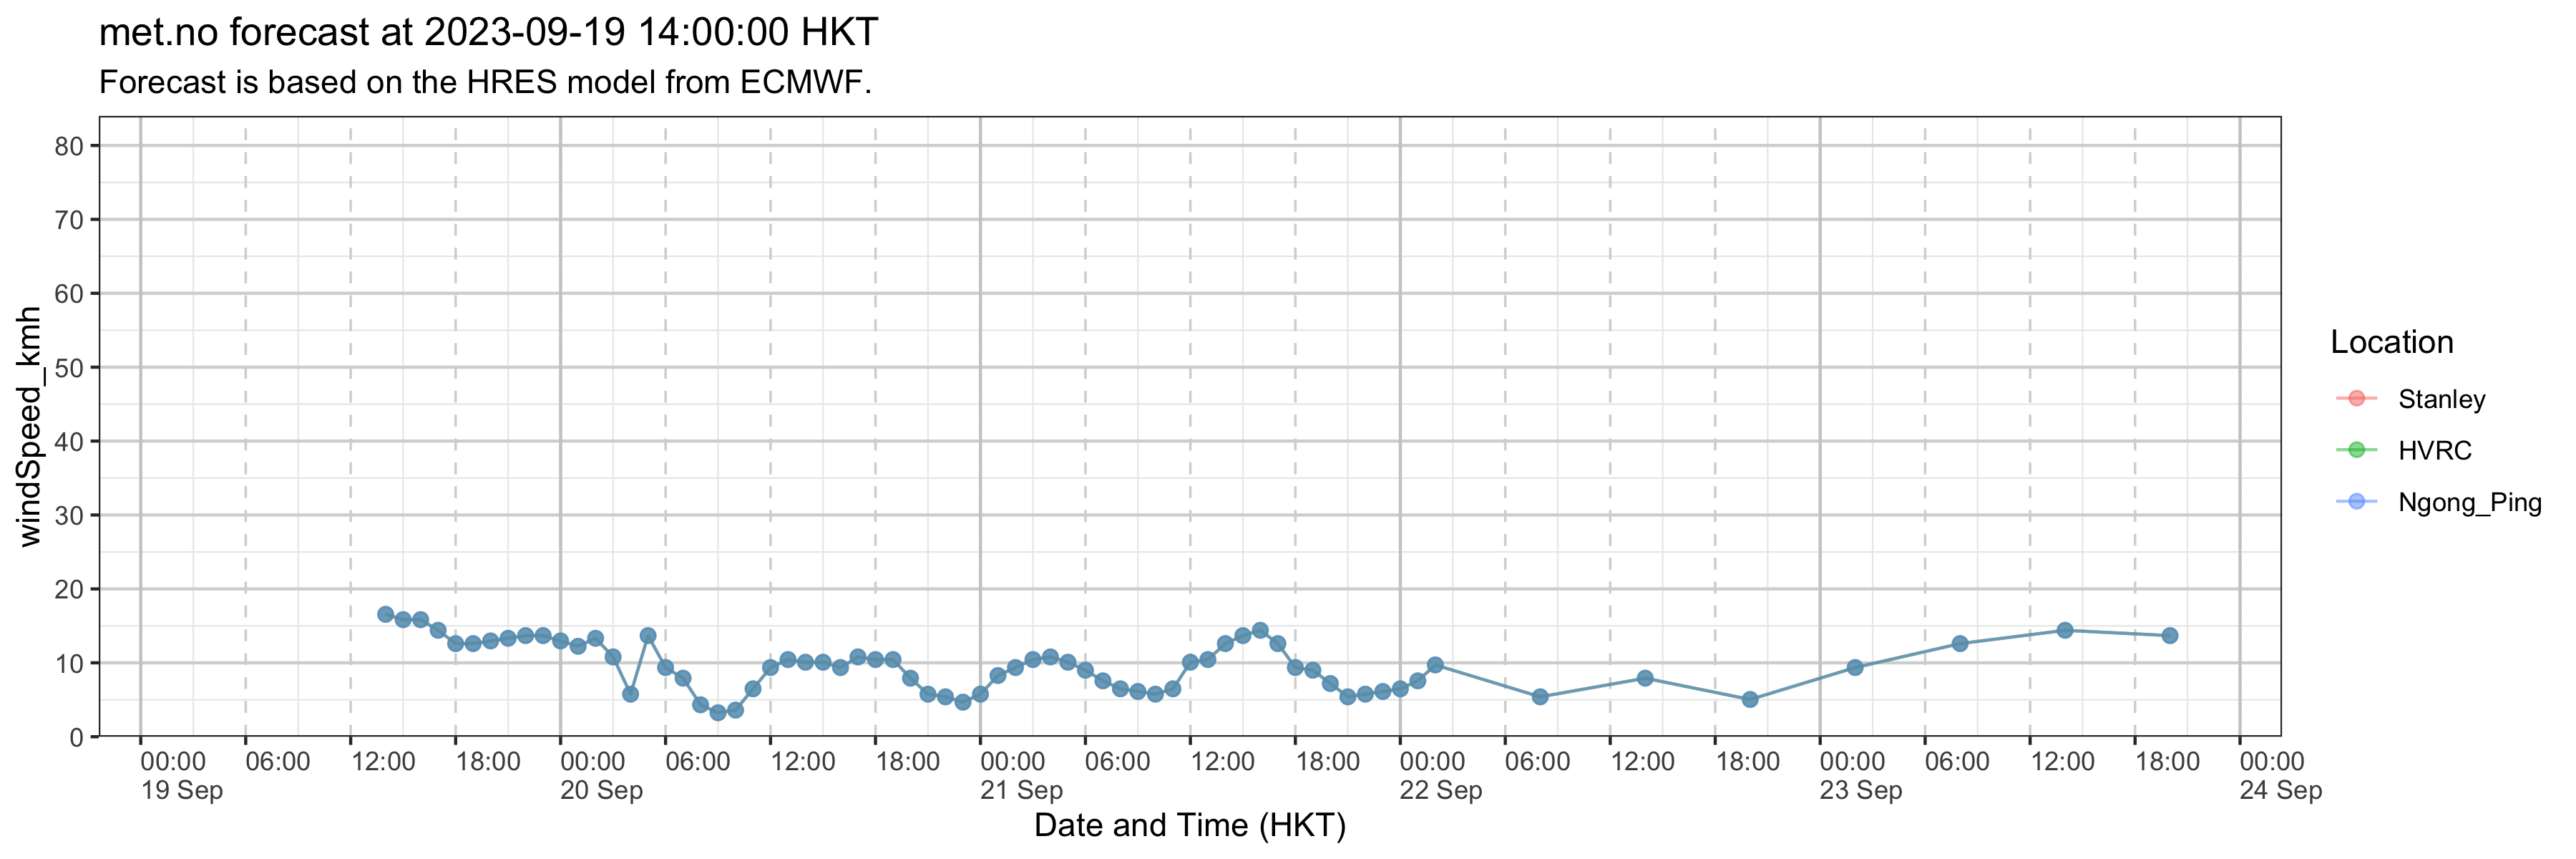 met.no forecast at 2023-09-19 14:00:00 HKT
Forecast is based on the HRES model from ECMWF.
windSpeed_kmh
80
70
60
50
40
30
20
10
0
00:00 06:00 12:00 18:00 00:00 06:00 12:00 18:00 00:00 06:00 12:00 18:00 00:00 06:00 12:00 18:00 00:00 06:00 12:00 18:00 00:00
19 Sep 20 Sep 21 Sep 22 Sep 23 Sep 24 Sep
Date and Time (HKT)
Location
Stanley
HVRC
Ngong_Ping